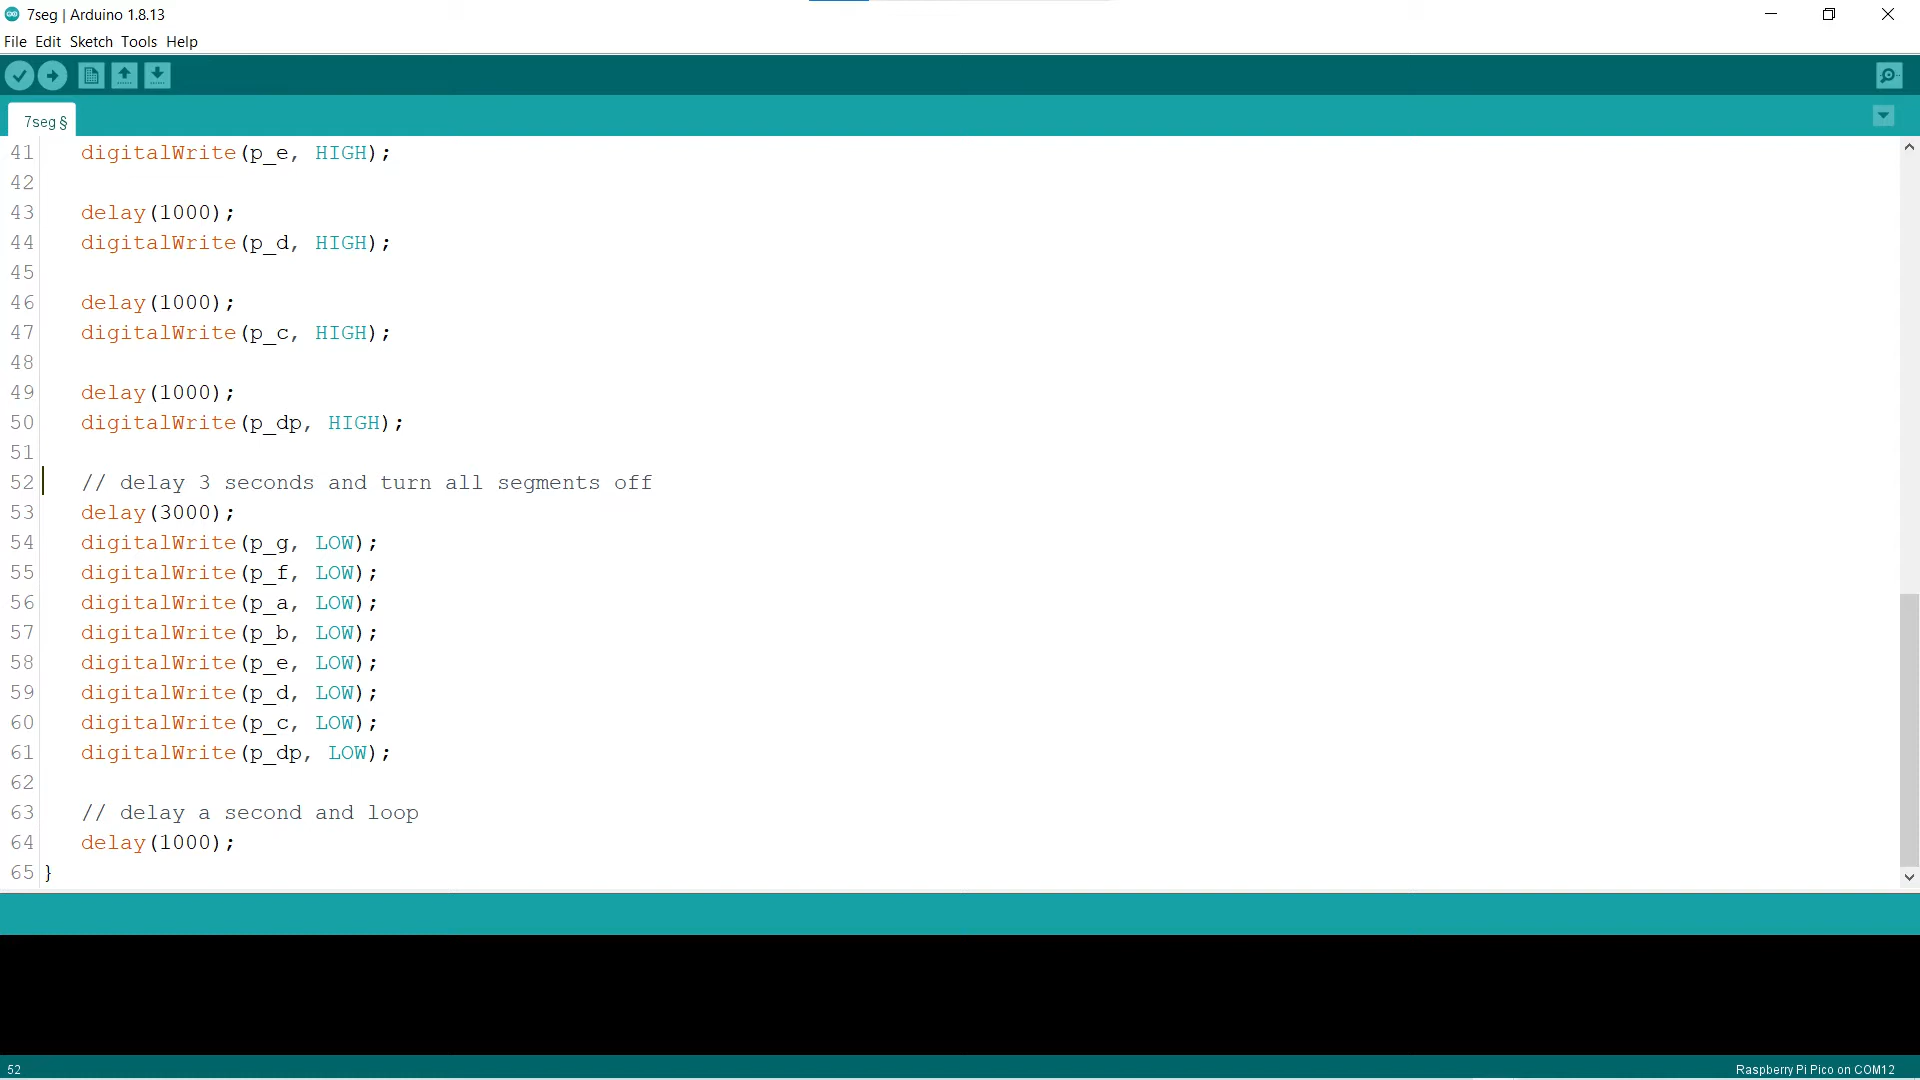 7seg | Arduino 1.8.13
File Edit Sketch Tools Help
7seg §
41 digitalWrite(p_e, HIGH);
42
43 delay(1000);
44 digitalWrite(p_d, HIGH);
45
46 delay(1000);
47 digitalWrite(p_c, HIGH);
48
49 delay(1000);
50 digitalWrite(p_dp, HIGH);
51
52 // delay 3 seconds and turn all segments off
53 delay(3000);
54 digitalWrite(p_g, LOW);
55 digitalWrite(p_f, LOW);
56 digitalWrite(p_a, LOW);
57 digitalWrite(p_b, LOW);
58 digitalWrite(p_e, LOW);
59 digitalWrite(p_d, LOW);
60 digitalWrite(p_c, LOW);
61 digitalWrite(p_dp, LOW);
62
63 // delay a second and loop
64 delay(1000);
65 }
52 Raspberry Pi Pico on COM12